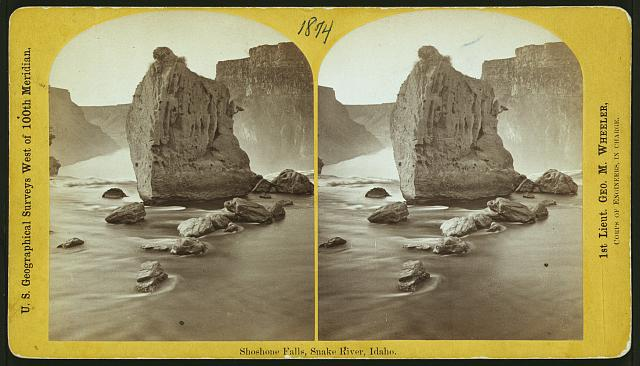 1874
U. S. Geographical Surveys West of 100th Meridian.
1st Lieut. Geo. M. Wheeler,
Corps of Engineers, in charge.
Shoshone Falls, Snake River, Idaho.